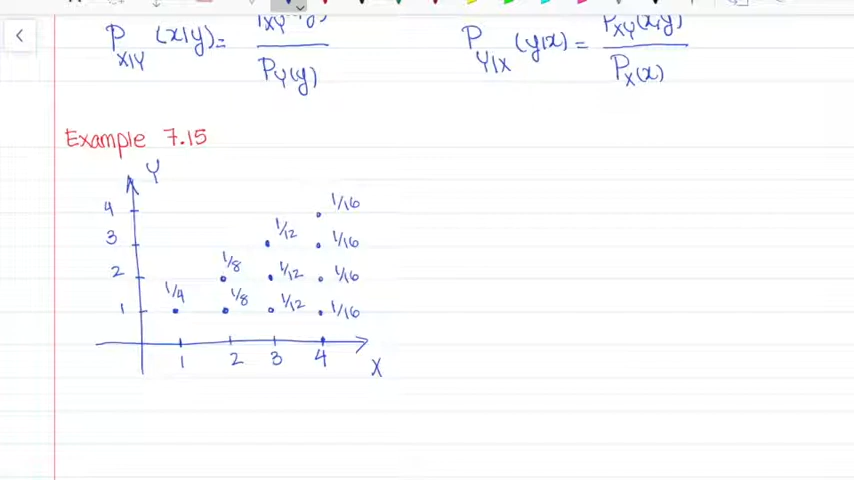 P_X|Y (x|y) = P_XY(x,y) / P_Y(y)   P_Y|X (y|x) = P_XY(x,y) / P_X(x)
Example 7.15
Y
4 1/16
3 1/12 1/16
2 1/8 1/12 1/16
1 1/4 1/8 1/12 1/16
1 2 3 4
X